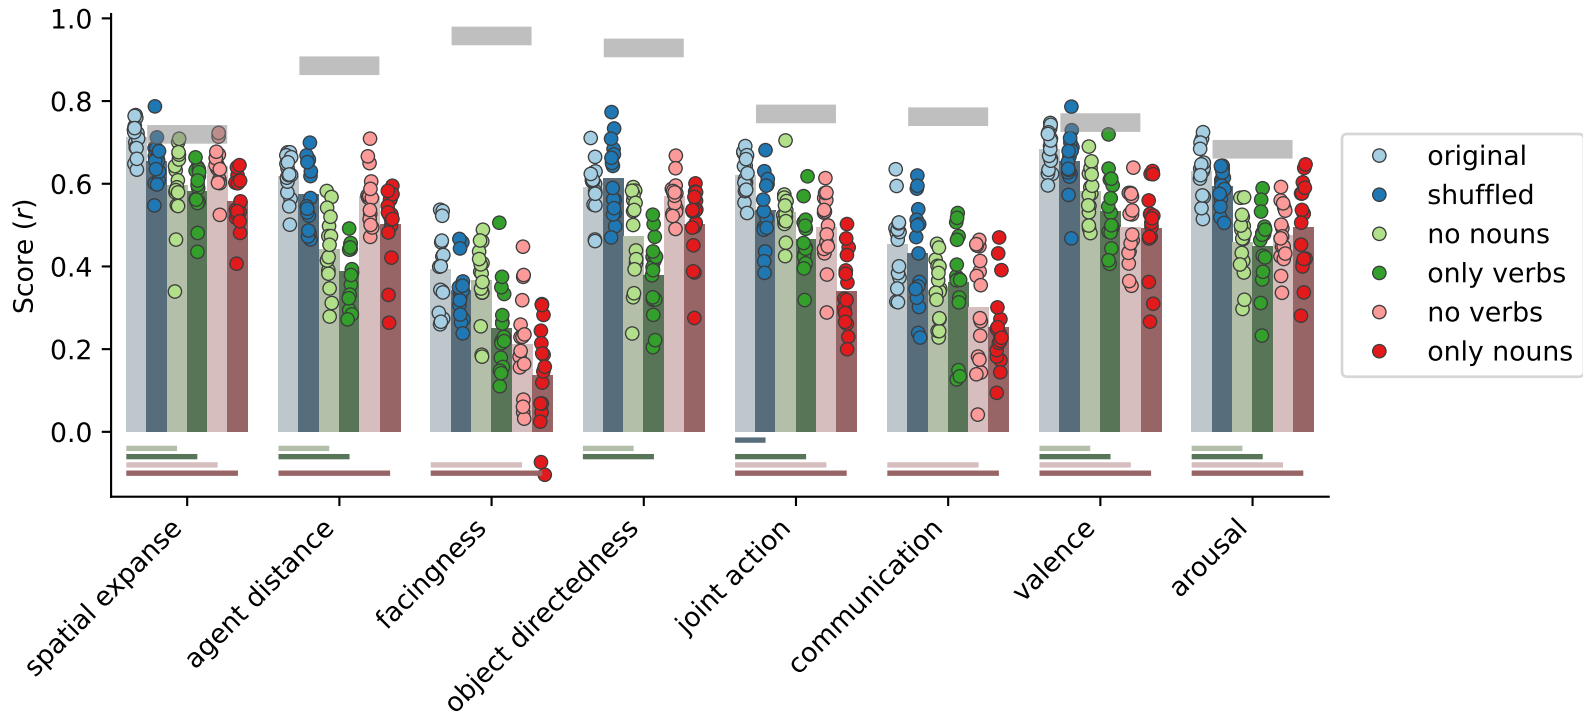 1.0
0.8
0.6
0.4
0.2
0.0
Score (r)
spatial expanse
agent distance
facingness
object directedness
joint action
communication
valence
arousal
original
shuffled
no nouns
only verbs
no verbs
only nouns